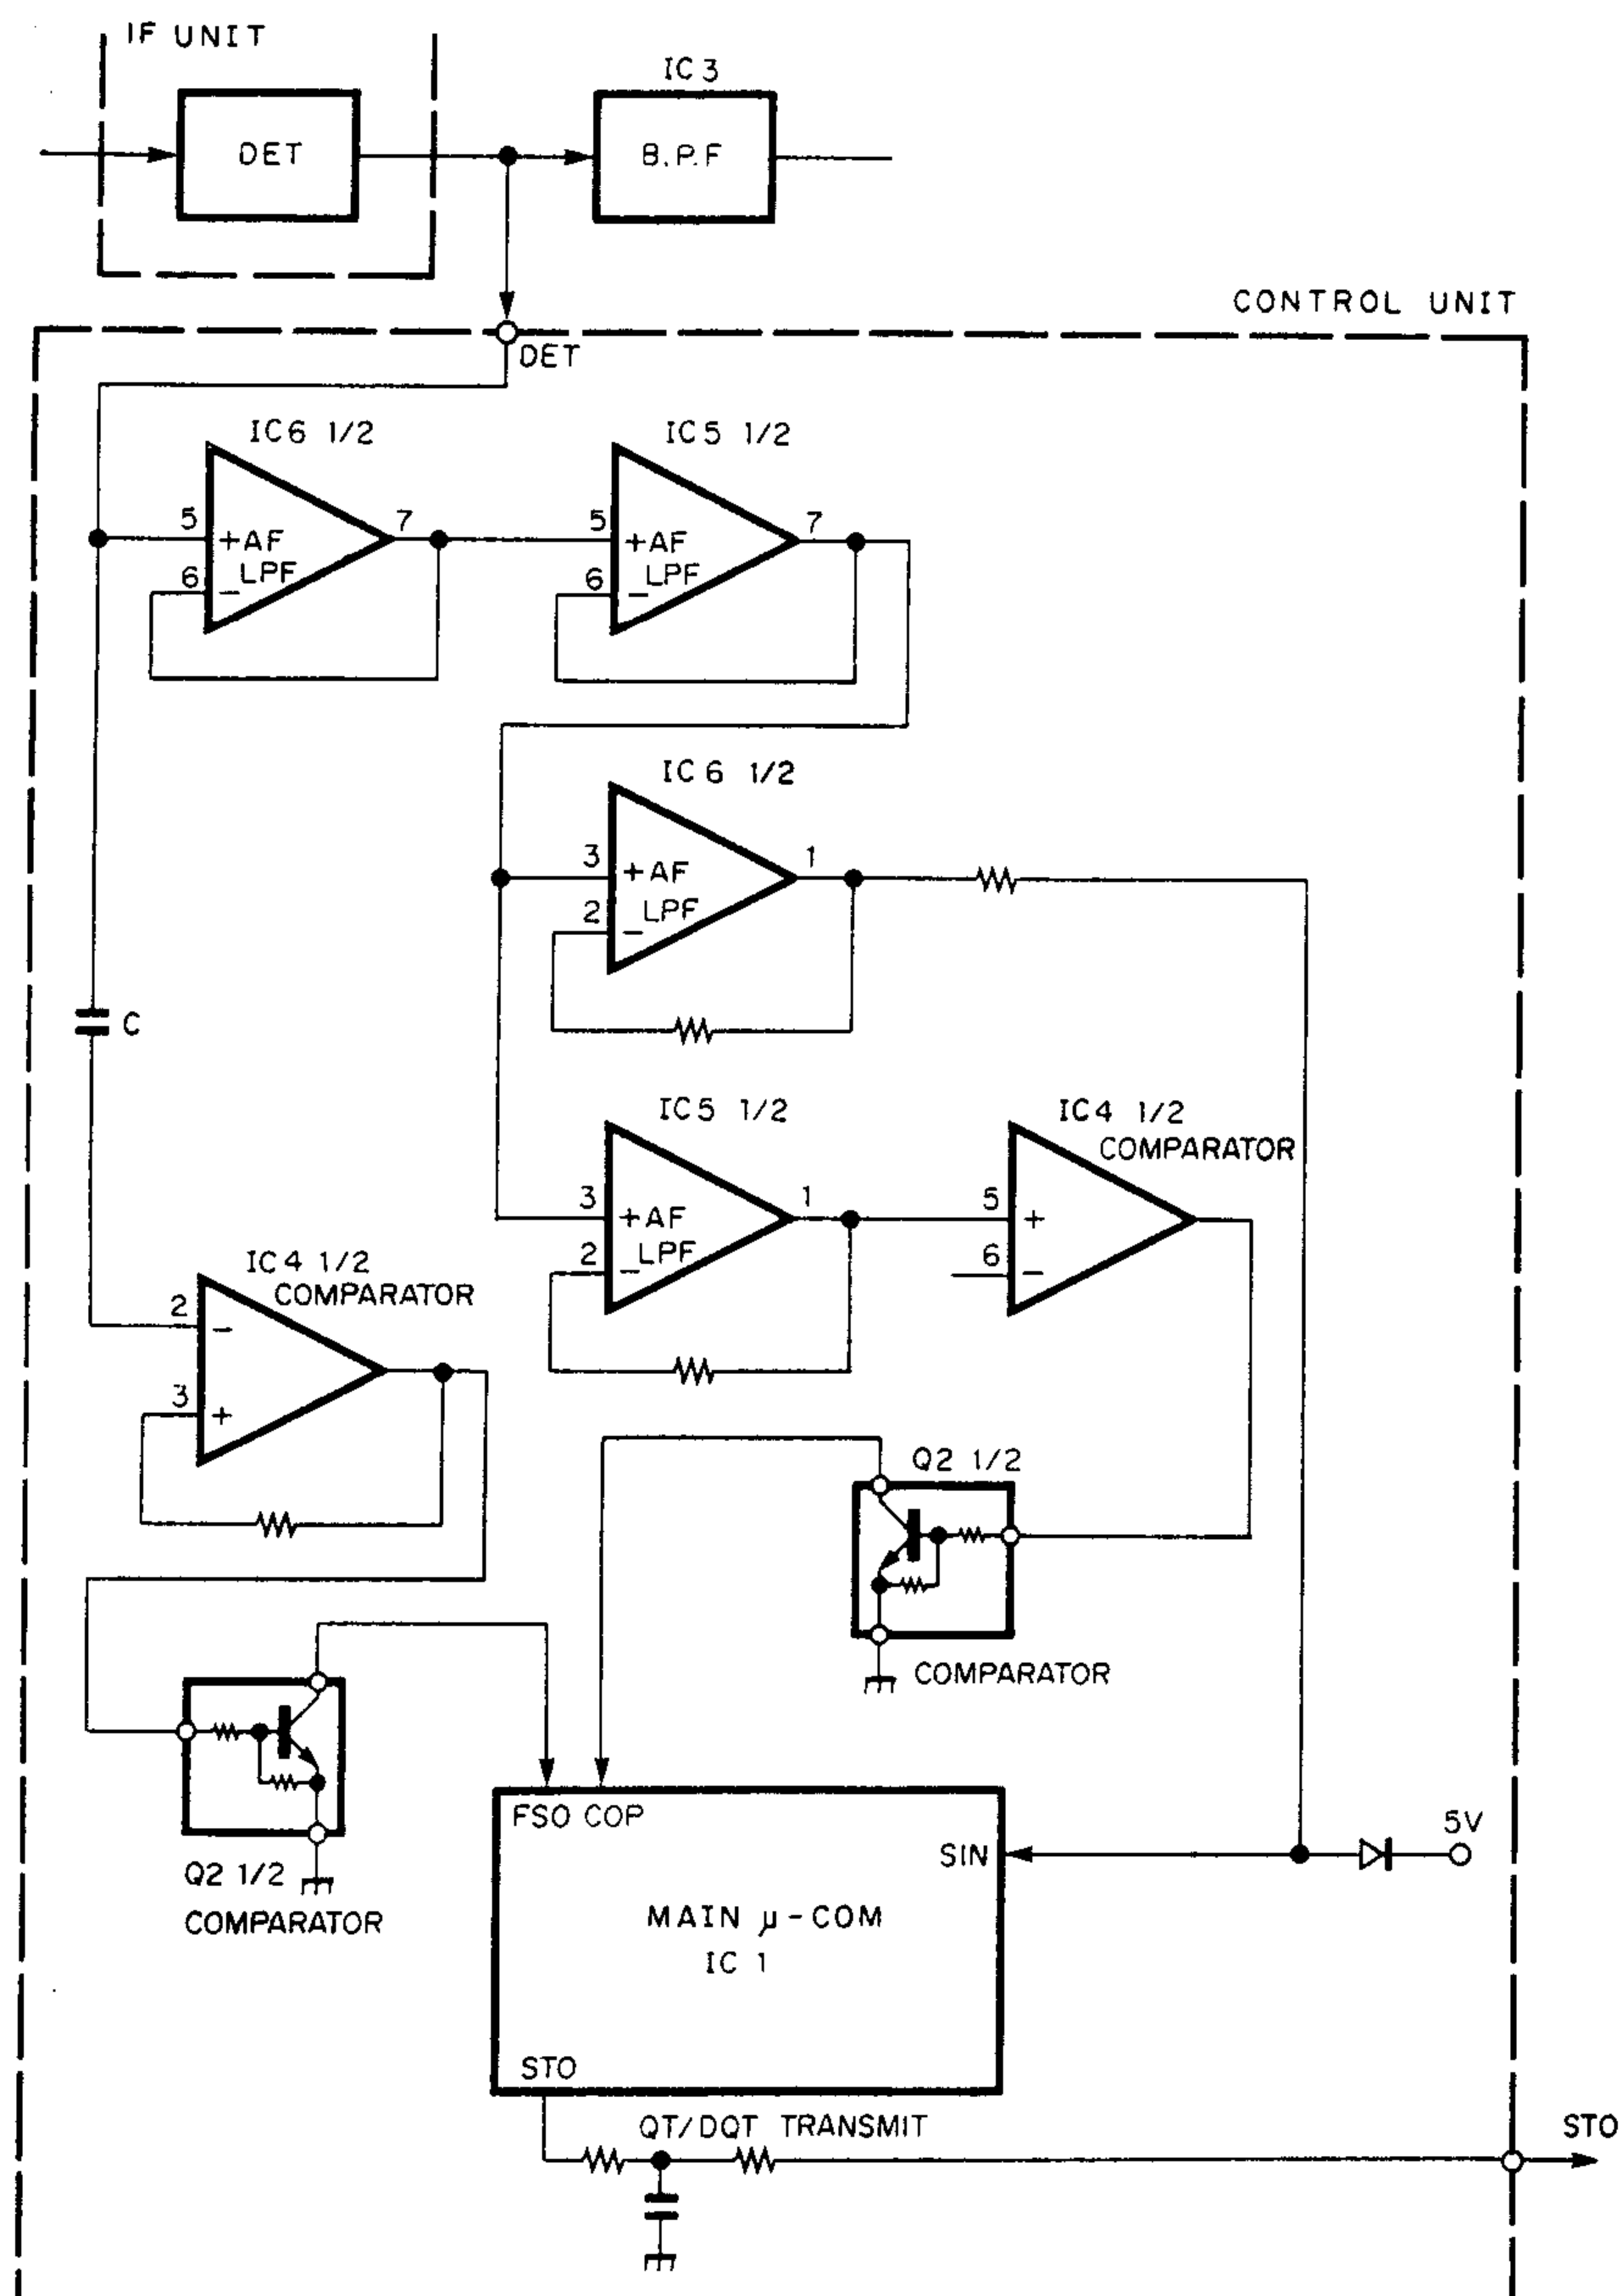 IF UNIT
DET
IC3
B.P.F
CONTROL UNIT
DET
IC6 1/2
5
+AF
LPF
6
−
7
IC5 1/2
5
+AF
LPF
6
−
7
IC6 1/2
3
+AF
LPF
2
−
1
C
IC5 1/2
3
+AF
LPF
2
−
1
IC4 1/2
COMPARATOR
5
+
6
−
IC4 1/2
COMPARATOR
2
−
3
+
Q2 1/2
COMPARATOR
Q2 1/2
COMPARATOR
FSO COP
SIN
5V
MAIN μ-COM
IC 1
STO
QT/DQT TRANSMIT
STO